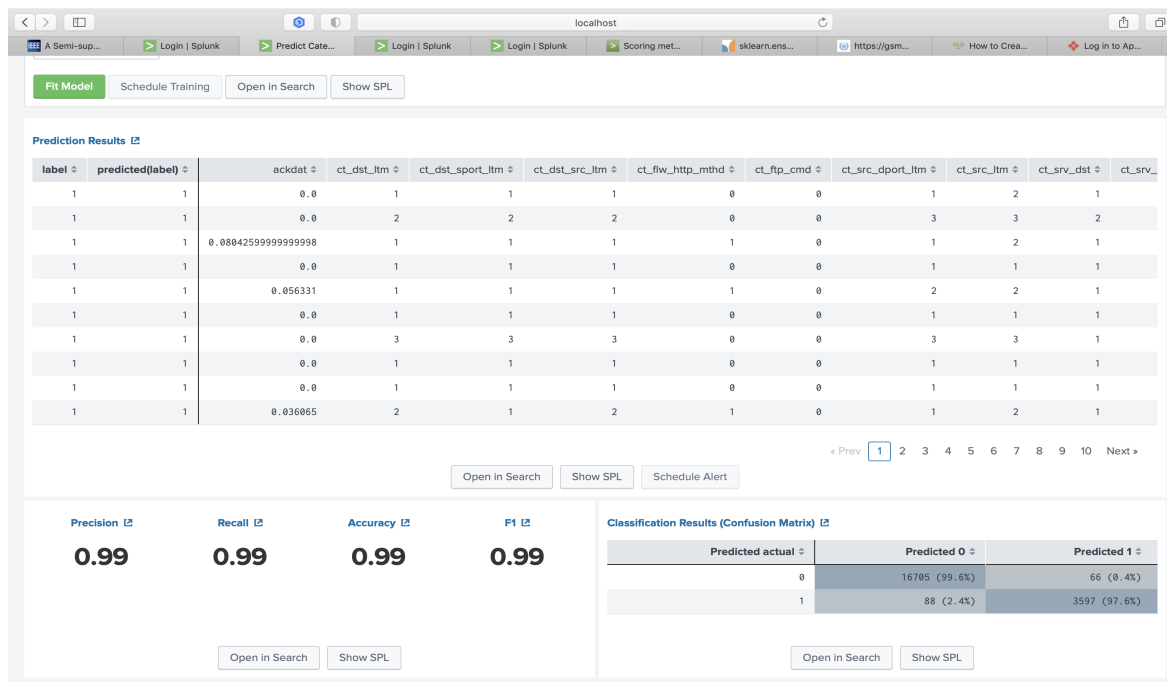 localhost
A Semi-sup... Login | Splunk Predict Cate... Login | Splunk Login | Splunk Scoring met... sklearn.ens... https://gsm... How to Crea... Log in to Ap...
Fit Model Schedule Training Open in Search Show SPL
Prediction Results
label predicted(label) ackdat ct_dst_ltm ct_dst_sport_ltm ct_dst_src_ltm ct_flw_http_mthd ct_ftp_cmd ct_src_dport_ltm ct_src_ltm ct_srv_dst ct_srv_
1 1 0.0 1 1 1 0 0 1 2 1
1 1 0.0 2 2 2 0 0 3 3 2
1 1 0.08042599999999998 1 1 1 1 0 1 2 1
1 1 0.0 1 1 1 0 0 1 1 1
1 1 0.056331 1 1 1 1 0 2 2 1
1 1 0.0 1 1 1 0 0 1 1 1
1 1 0.0 3 3 3 0 0 3 3 1
1 1 0.0 1 1 1 0 0 1 1 1
1 1 0.0 1 1 1 0 0 1 1 1
1 1 0.036065 2 1 2 1 0 1 2 1
« Prev 1 2 3 4 5 6 7 8 9 10 Next »
Open in Search Show SPL Schedule Alert
Precision Recall Accuracy F1
0.99 0.99 0.99 0.99
Open in Search Show SPL
Classification Results (Confusion Matrix)
Predicted actual Predicted 0 Predicted 1
0 16705 (99.6%) 66 (0.4%)
1 88 (2.4%) 3597 (97.6%)
Open in Search Show SPL